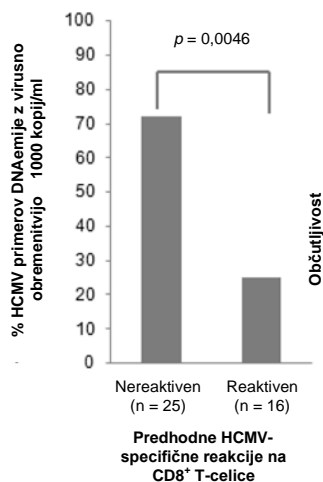 p = 0,0046
% HCMV primerov DNAemije z virusno
obremenitvijo 1000 kopij/ml
100
90
80
70
60
50
40
30
20
10
0
Občutljivost
Nereaktiven
(n = 25)
Reaktiven
(n = 16)
Predhodne HCMV-
specifične reakcije na
CD8⁺ T-celice